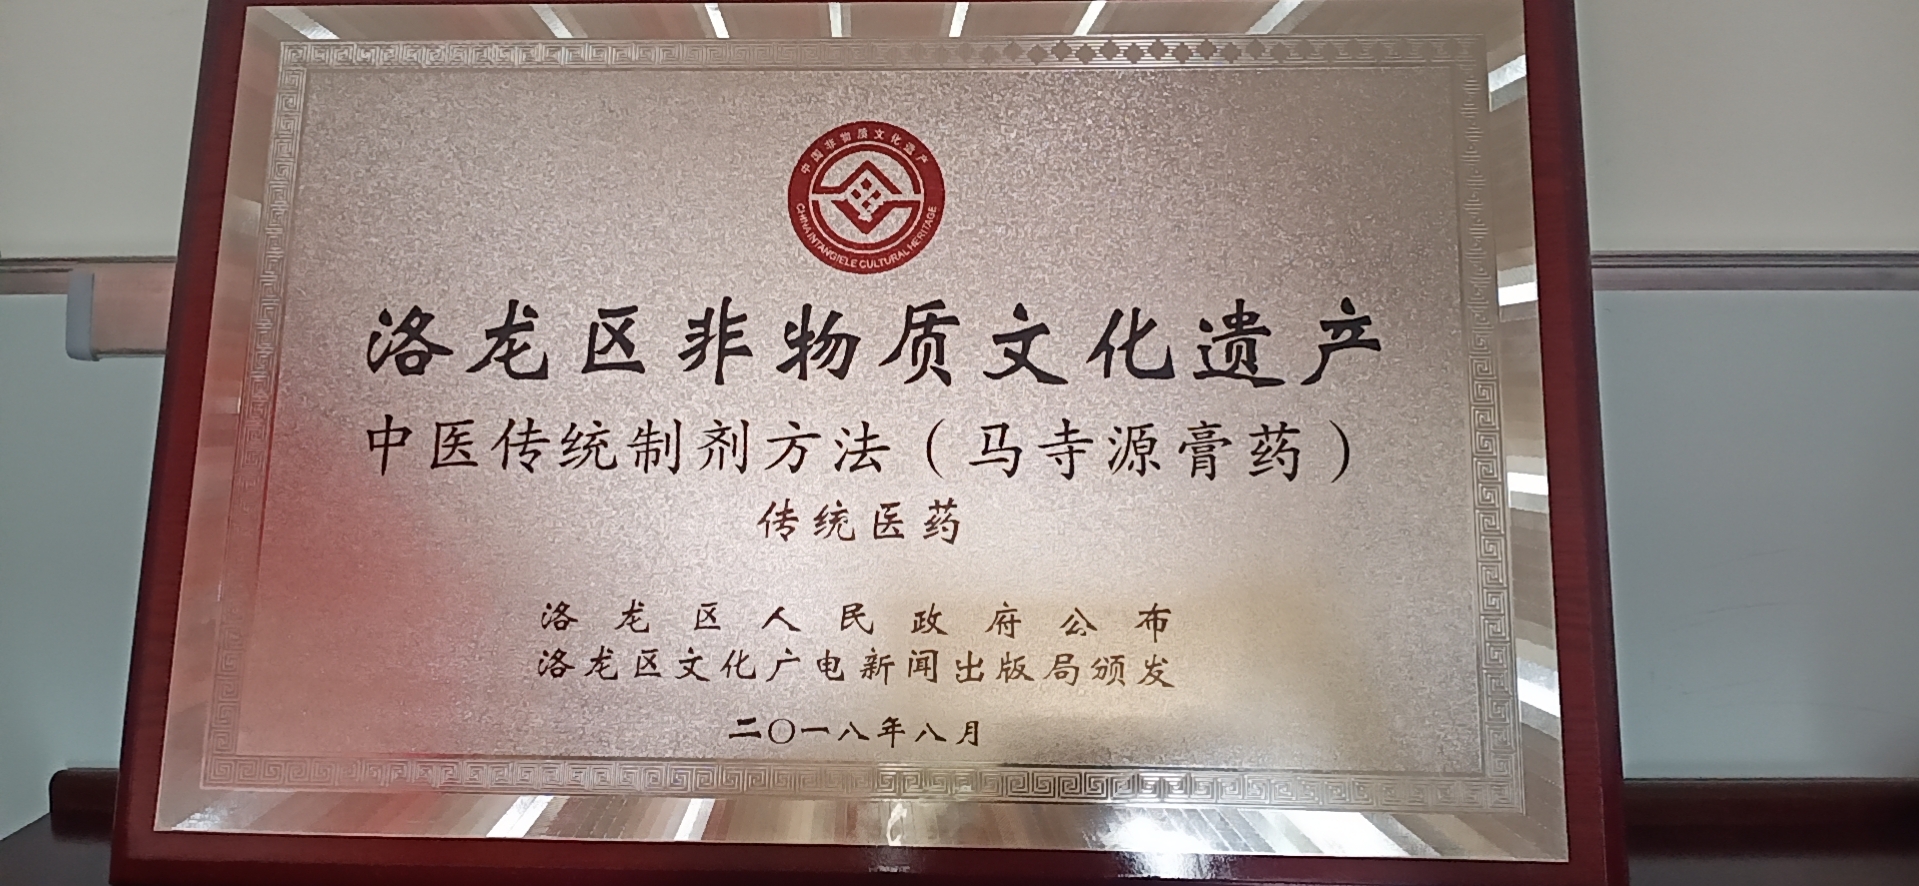 中国非物质文化遗产
CHINA INTANGIELE CULTURAL HERITAGE
洛龙区非物质文化遗产
中医传统制剂方法（马寺源膏药）
传统医药
洛龙区人民政府公布
洛龙区文化广电新闻出版局颁发
二〇一八年八月